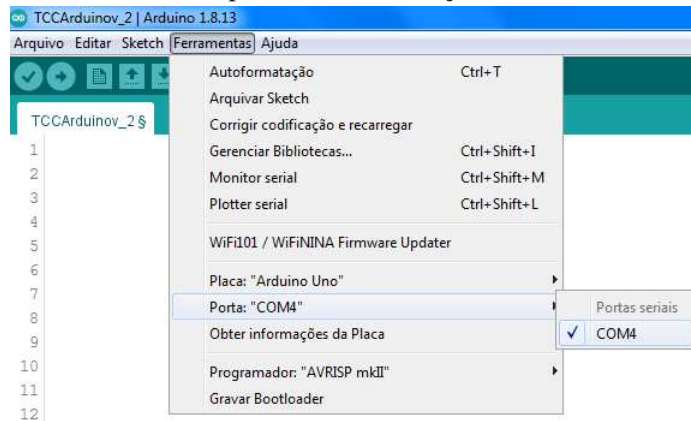 TCCArduinov_2 | Arduino 1.8.13
Arquivo Editar Sketch Ferramentas Ajuda
TCCArduinov_2 §
Autoformatação Ctrl+T
Arquivar Sketch
Corrigir codificação e recarregar
Gerenciar Bibliotecas... Ctrl+Shift+I
Monitor serial Ctrl+Shift+M
Plotter serial Ctrl+Shift+L
WiFi101 / WiFiNINA Firmware Updater
Placa: "Arduino Uno"
Porta: "COM4"
Obter informações da Placa
Programador: "AVRISP mkII"
Gravar Bootloader
Portas seriais
COM4
1
2
3
4
5
6
7
8
9
10
11
12